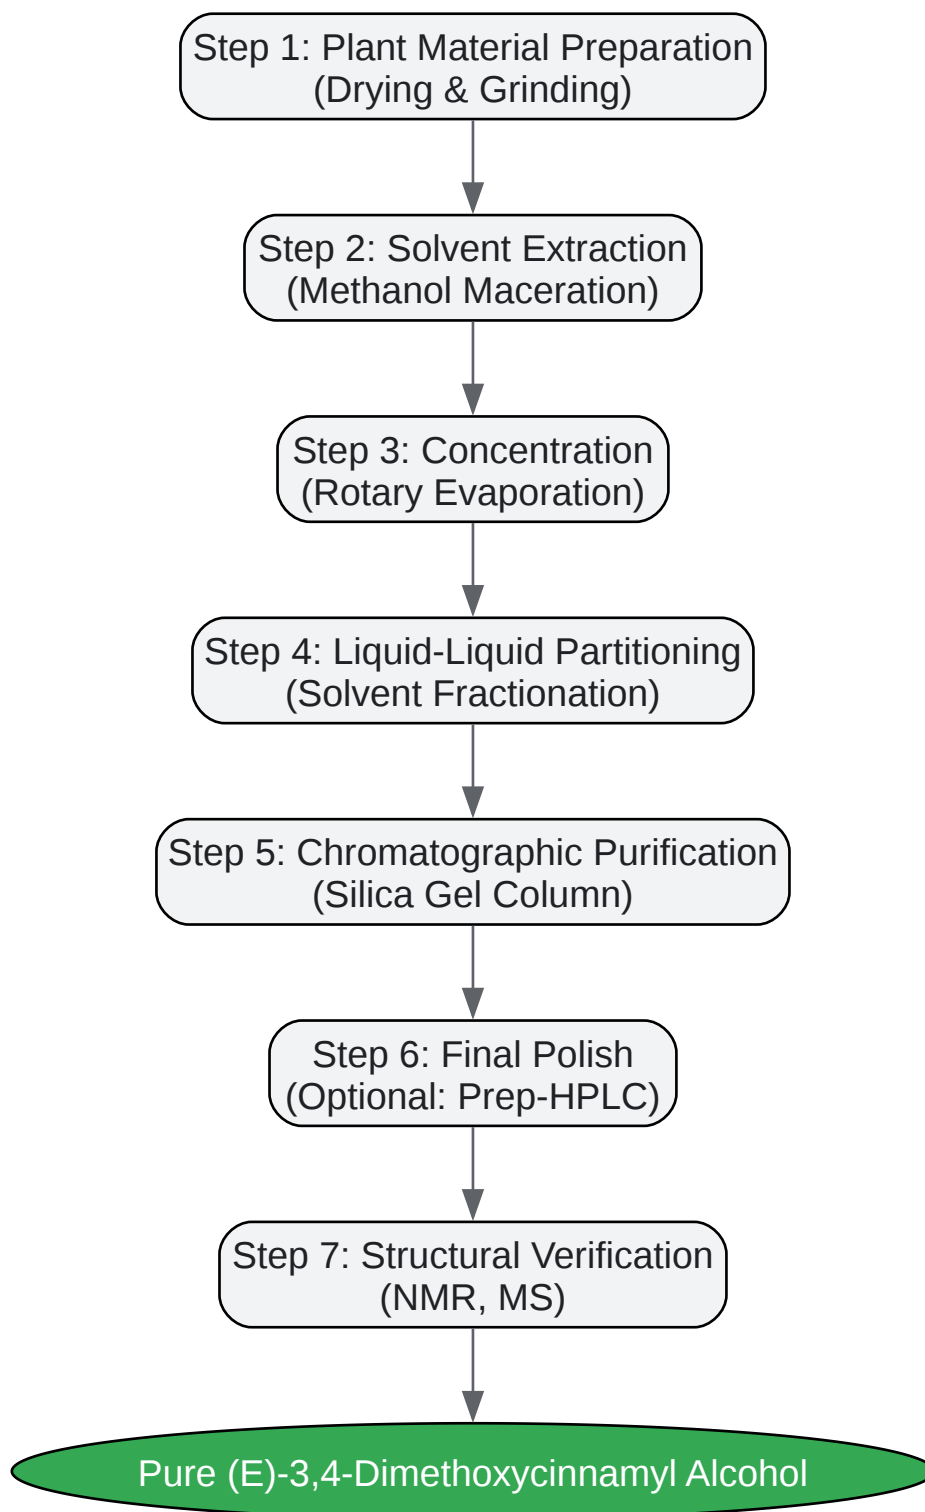 Step 1: Plant Material Preparation
(Drying & Grinding)
Step 2: Solvent Extraction
(Methanol Maceration)
Step 3: Concentration
(Rotary Evaporation)
Step 4: Liquid-Liquid Partitioning
(Solvent Fractionation)
Step 5: Chromatographic Purification
(Silica Gel Column)
Step 6: Final Polish
(Optional: Prep-HPLC)
Step 7: Structural Verification
(NMR, MS)
Pure (E)-3,4-Dimethoxycinnamyl Alcohol